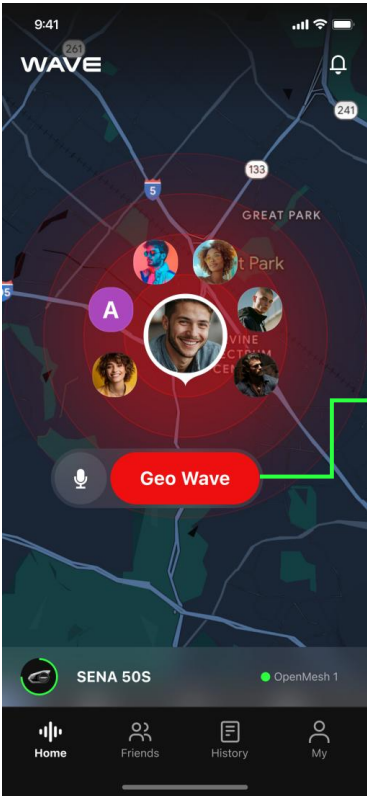 9:41
261
WAVE
241
133
5
GREAT PARK
t Park
5
A
VINE
CTRUM
CEN
Geo Wave
SENA 50S
OpenMesh 1
Home
Friends
History
My